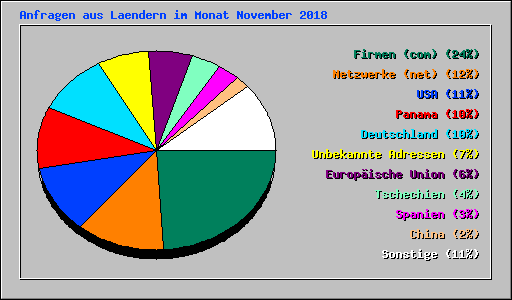 Anfragen aus Laendern im Monat November 2018
Firmen (com) (24%)
Netzwerke (net) (12%)
USA (11%)
Panama (10%)
Deutschland (10%)
Unbekannte Adressen (7%)
Europäische Union (6%)
Tschechien (4%)
Spanien (3%)
China (2%)
Sonstige (11%)